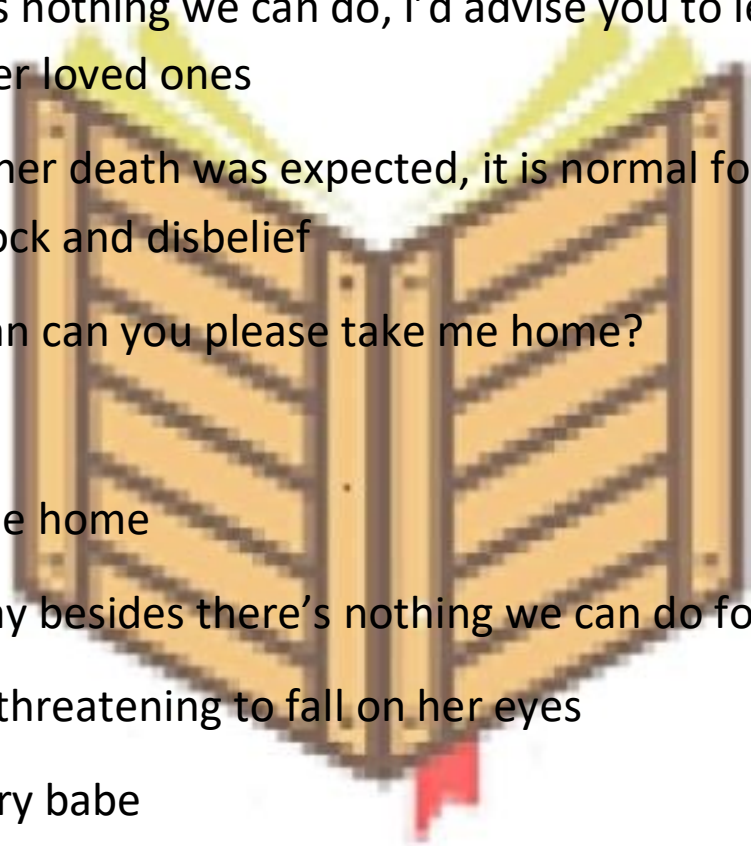 s nothing we can do, I'd advise you to le
er loved ones
her death was expected, it is normal fo
ock and disbelief
an can you please take me home?
e home
ay besides there's nothing we can do fo
threatening to fall on her eyes
ry babe